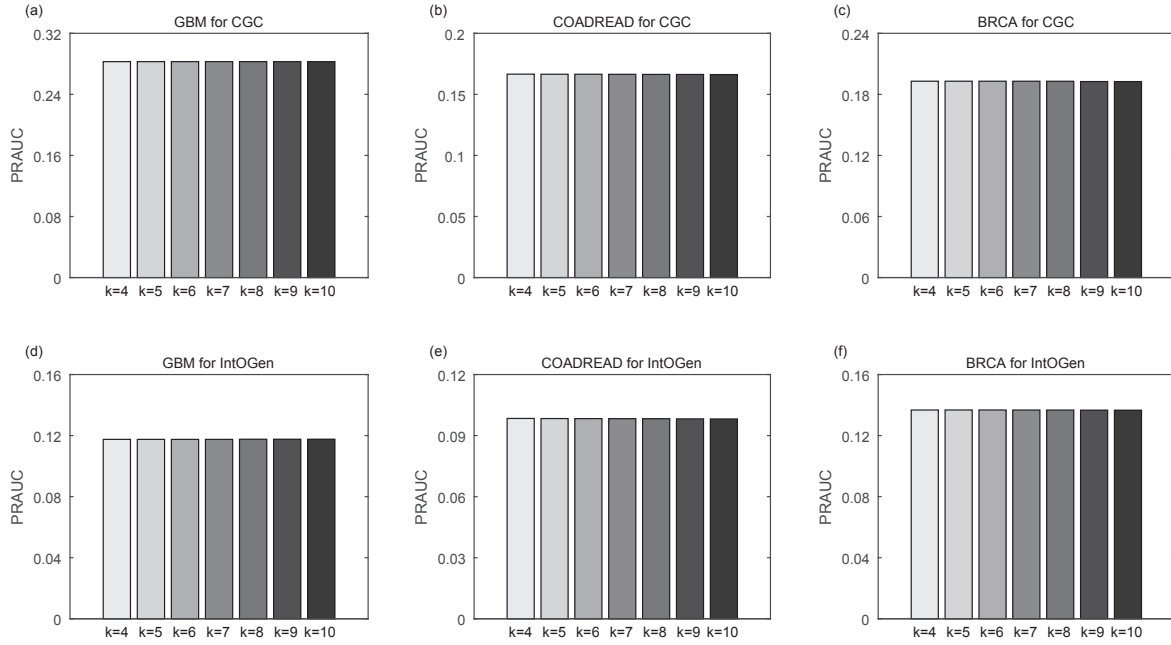 (a)
GBM for CGC
0.32
0.24
0.16
0.08
0
PRAUC
k=4 k=5 k=6 k=7 k=8 k=9 k=10
(b)
COADREAD for CGC
0.2
0.15
0.1
0.05
0
PRAUC
k=4 k=5 k=6 k=7 k=8 k=9 k=10
(c)
BRCA for CGC
0.24
0.18
0.12
0.06
0
PRAUC
k=4 k=5 k=6 k=7 k=8 k=9 k=10
(d)
GBM for IntOGen
0.16
0.12
0.08
0.04
0
PRAUC
k=4 k=5 k=6 k=7 k=8 k=9 k=10
(e)
COADREAD for IntOGen
0.12
0.09
0.06
0.03
0
PRAUC
k=4 k=5 k=6 k=7 k=8 k=9 k=10
(f)
BRCA for IntOGen
0.16
0.12
0.08
0.04
0
PRAUC
k=4 k=5 k=6 k=7 k=8 k=9 k=10